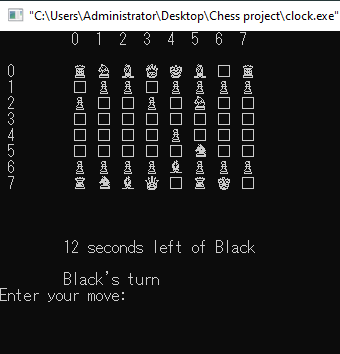 "C:\Users\Administrator\Desktop\Chess project\clock.exe"
0 1 2 3 4 5 6 7
0
1
2
3
4
5
6
7
12 seconds left of Black
Black's turn
Enter your move: